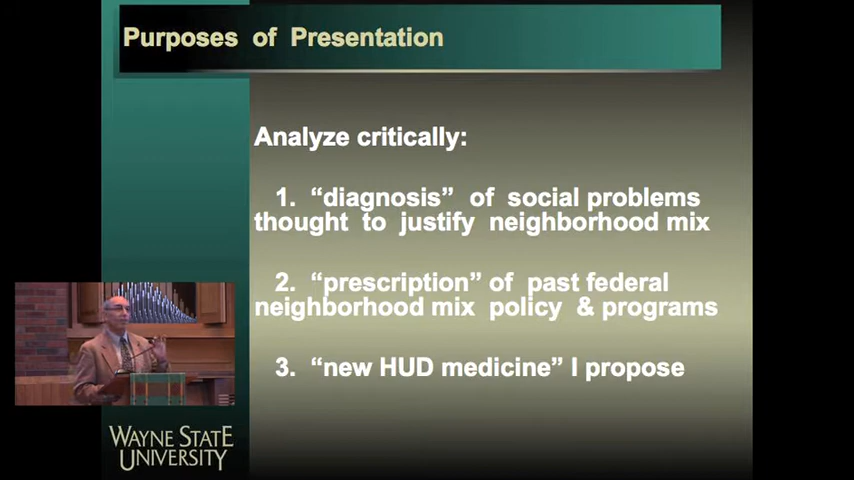 Purposes of Presentation
Analyze critically:
1. “diagnosis” of social problems
thought to justify neighborhood mix
2. “prescription” of past federal
neighborhood mix policy & programs
3. “new HUD medicine” I propose
WAYNE STATE
UNIVERSITY